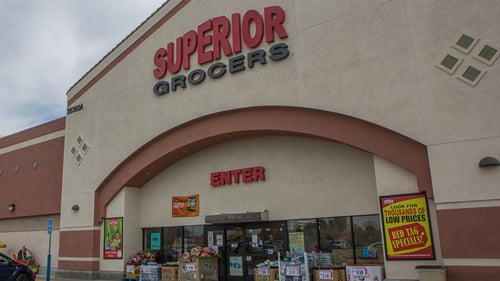 SUPERIOR
GROCERS
ENTER
LOOK FOR
THOUSANDS OF
LOW PRICES
RED TAG
SPECIALS!